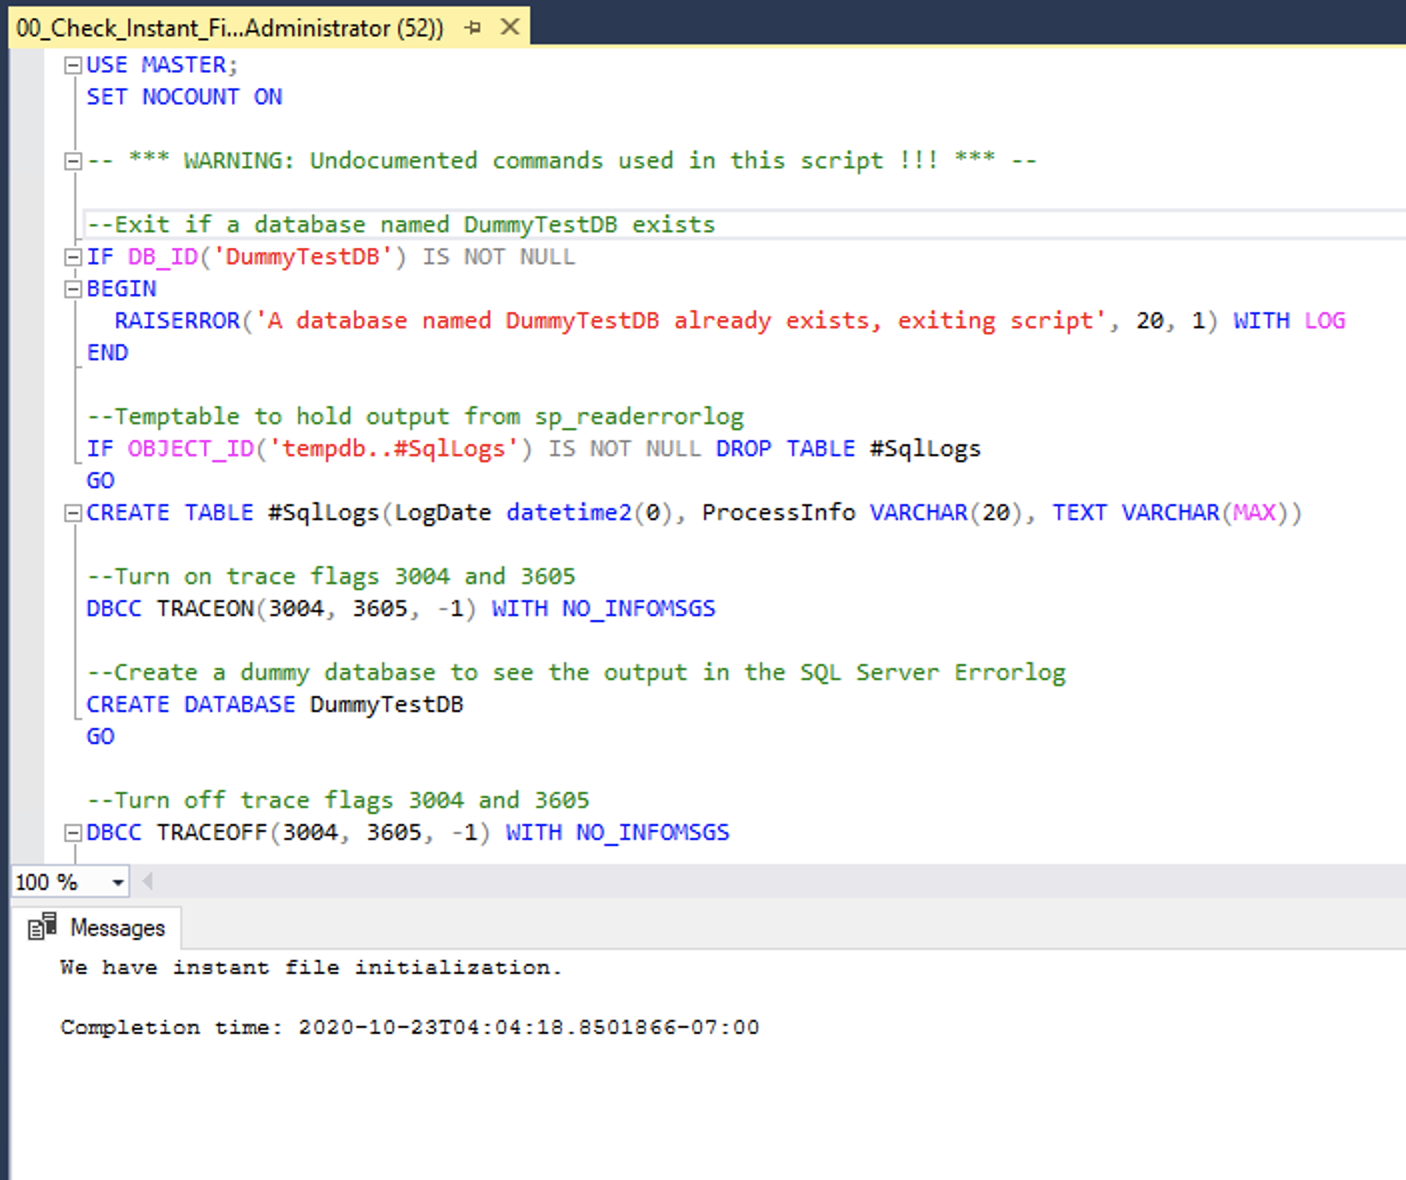 00_Check_Instant_Fi...Administrator (52))
USE MASTER;
SET NOCOUNT ON
-- *** WARNING: Undocumented commands used in this script !!! *** --
--Exit if a database named DummyTestDB exists
IF DB_ID('DummyTestDB') IS NOT NULL
BEGIN
RAISERROR('A database named DummyTestDB already exists, exiting script', 20, 1) WITH LOG
END
--Temptable to hold output from sp_readerrorlog
IF OBJECT_ID('tempdb..#SqlLogs') IS NOT NULL DROP TABLE #SqlLogs
GO
CREATE TABLE #SqlLogs(LogDate datetime2(0), ProcessInfo VARCHAR(20), TEXT VARCHAR(MAX))
--Turn on trace flags 3004 and 3605
DBCC TRACEON(3004, 3605, -1) WITH NO_INFOMSGS
--Create a dummy database to see the output in the SQL Server Errorlog
CREATE DATABASE DummyTestDB
GO
--Turn off trace flags 3004 and 3605
DBCC TRACEOFF(3004, 3605, -1) WITH NO_INFOMSGS
100 %
Messages
We have instant file initialization.
Completion time: 2020-10-23T04:04:18.8501866-07:00